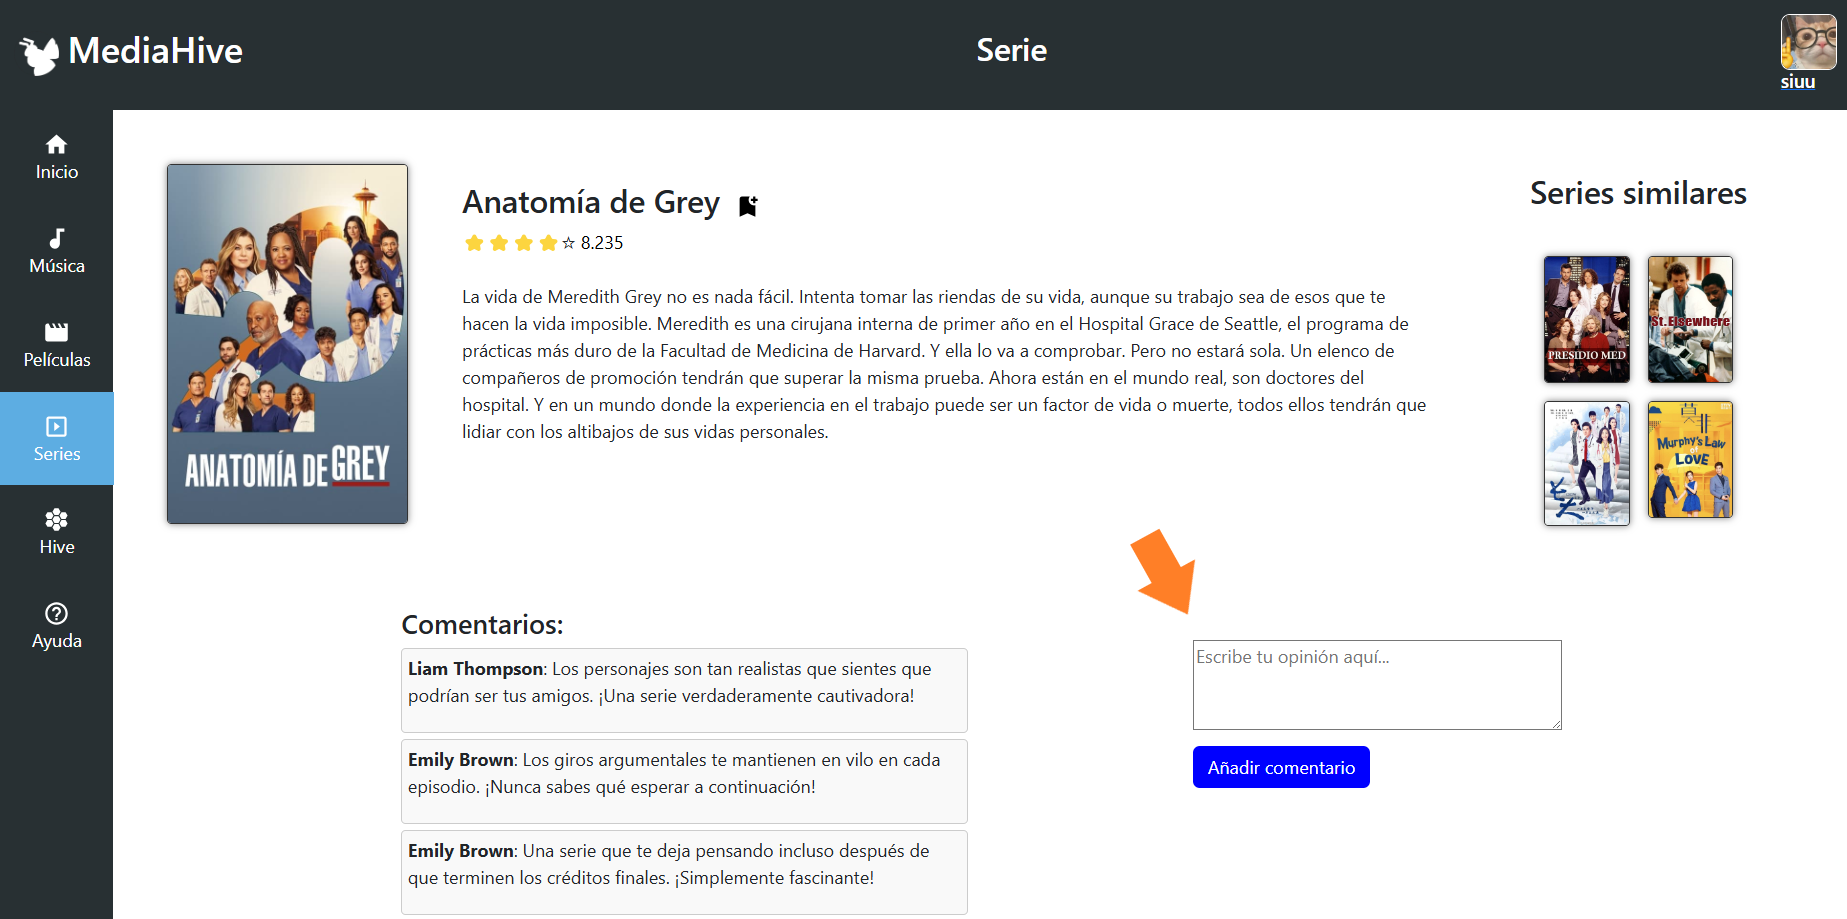 MediaHive
Serie
siuu
Inicio
Música
Películas
Series
Hive
Ayuda
ANATOMÍA DE GREY
Anatomía de Grey
8.235
La vida de Meredith Grey no es nada fácil. Intenta tomar las riendas de su vida, aunque su trabajo sea de esos que te
hacen la vida imposible. Meredith es una cirujana interna de primer año en el Hospital Grace de Seattle, el programa de
prácticas más duro de la Facultad de Medicina de Harvard. Y ella lo va a comprobar. Pero no estará sola. Un elenco de
compañeros de promoción tendrán que superar la misma prueba. Ahora están en el mundo real, son doctores del
hospital. Y en un mundo donde la experiencia en el trabajo puede ser un factor de vida o muerte, todos ellos tendrán que
lidiar con los altibajos de sus vidas personales.
Series similares
PRESIDIO MED
St. Elsewhere
莫非
Murphy's Law
of
LOVE
Comentarios:
Liam Thompson: Los personajes son tan realistas que sientes que
podrían ser tus amigos. ¡Una serie verdaderamente cautivadora!
Emily Brown: Los giros argumentales te mantienen en vilo en cada
episodio. ¡Nunca sabes qué esperar a continuación!
Emily Brown: Una serie que te deja pensando incluso después de
que terminen los créditos finales. ¡Simplemente fascinante!
Escribe tu opinión aquí...
Añadir comentario